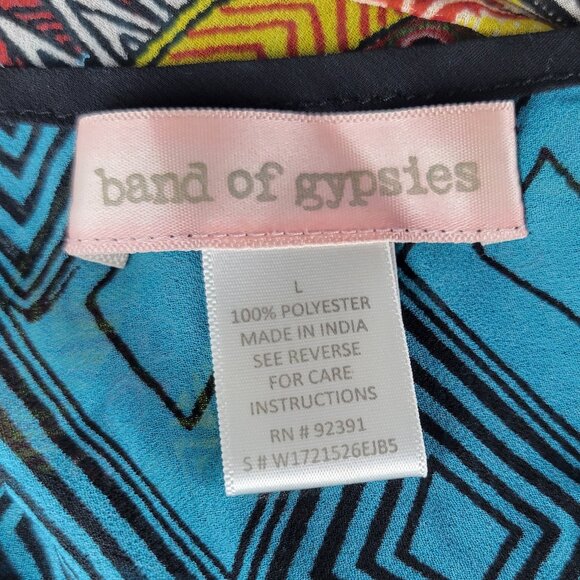 band of gypsies
L
100% POLYESTER
MADE IN INDIA
SEE REVERSE
FOR CARE
INSTRUCTIONS
RN # 92391
S # W1721526EJB5